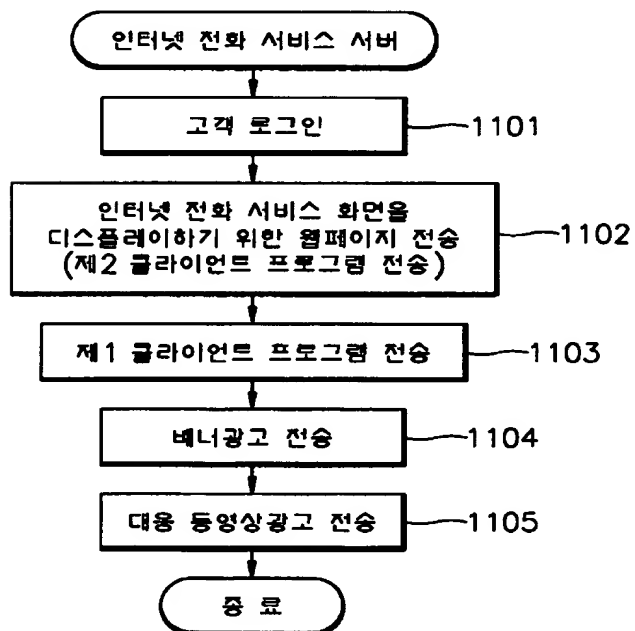 인터넷 전화 서비스 서버
고객 로그인
1101
인터넷 전화 서비스 화면을
디스플레이하기 위한 웹페이지 전송
(제2 클라이언트 프로그램 전송)
1102
제1 클라이언트 프로그램 전송
1103
배너광고 전송
1104
대응 동영상광고 전송
1105
종 료